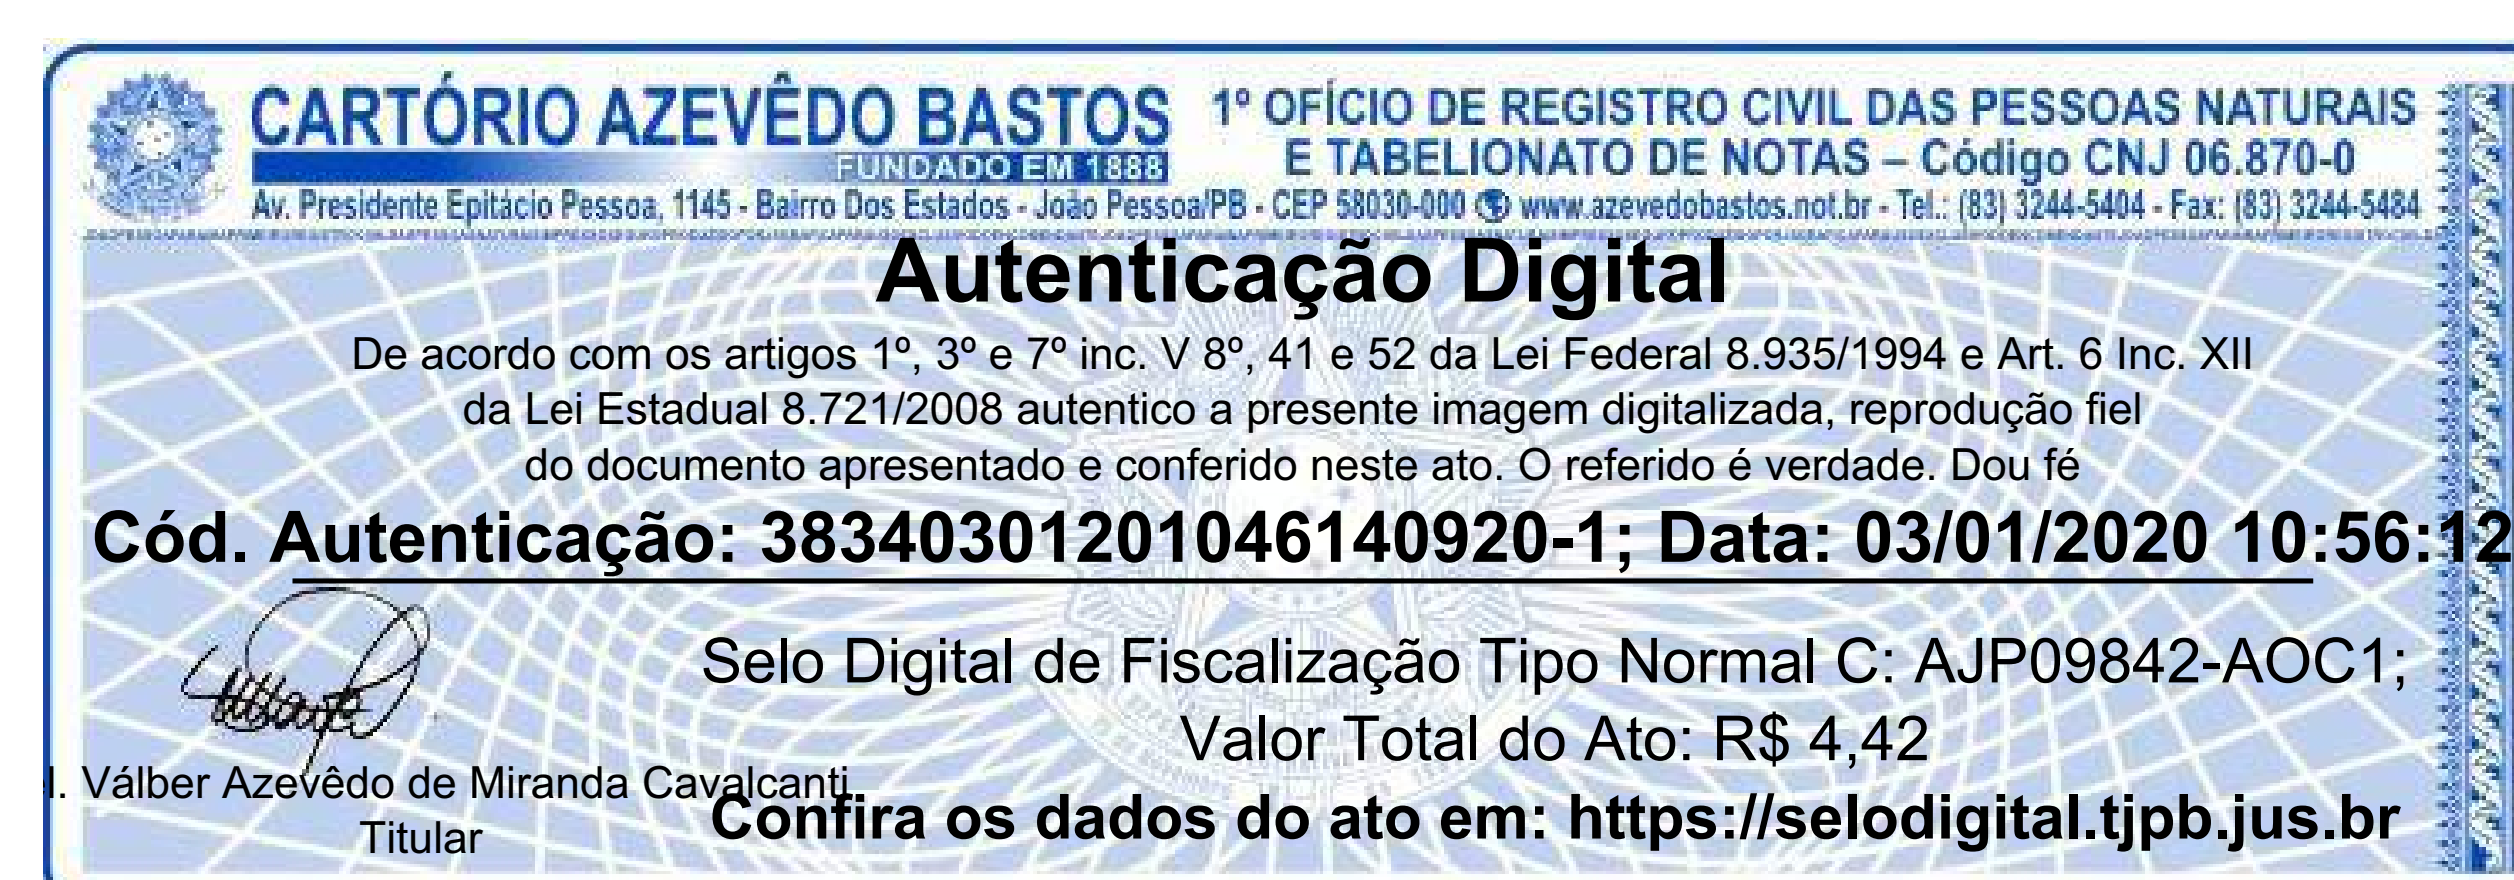 CARTÓRIO AZEVÊDO BASTOS
FUNDADO EM 1888
1º OFÍCIO DE REGISTRO CIVIL DAS PESSOAS NATURAIS
E TABELIONATO DE NOTAS – Código CNJ 06.870-0
Av. Presidente Epitácio Pessoa, 1145 - Bairro Dos Estados - João Pessoa/PB - CEP 58030-000 www.azevedobastos.not.br - Tel.: (83) 3244-5404 - Fax: (83) 3244-5484
Autenticação Digital
De acordo com os artigos 1º, 3º e 7º inc. V 8º, 41 e 52 da Lei Federal 8.935/1994 e Art. 6 Inc. XII
da Lei Estadual 8.721/2008 autentico a presente imagem digitalizada, reprodução fiel
do documento apresentado e conferido neste ato. O referido é verdade. Dou fé
Cód. Autenticação: 38340301201046140920-1; Data: 03/01/2020 10:56:12
Selo Digital de Fiscalização Tipo Normal C: AJP09842-AOC1;
Valor Total do Ato: R$ 4,42
l. Válber Azevêdo de Miranda Cavalcanti
Titular
Confira os dados do ato em: https://selodigital.tjpb.jus.br